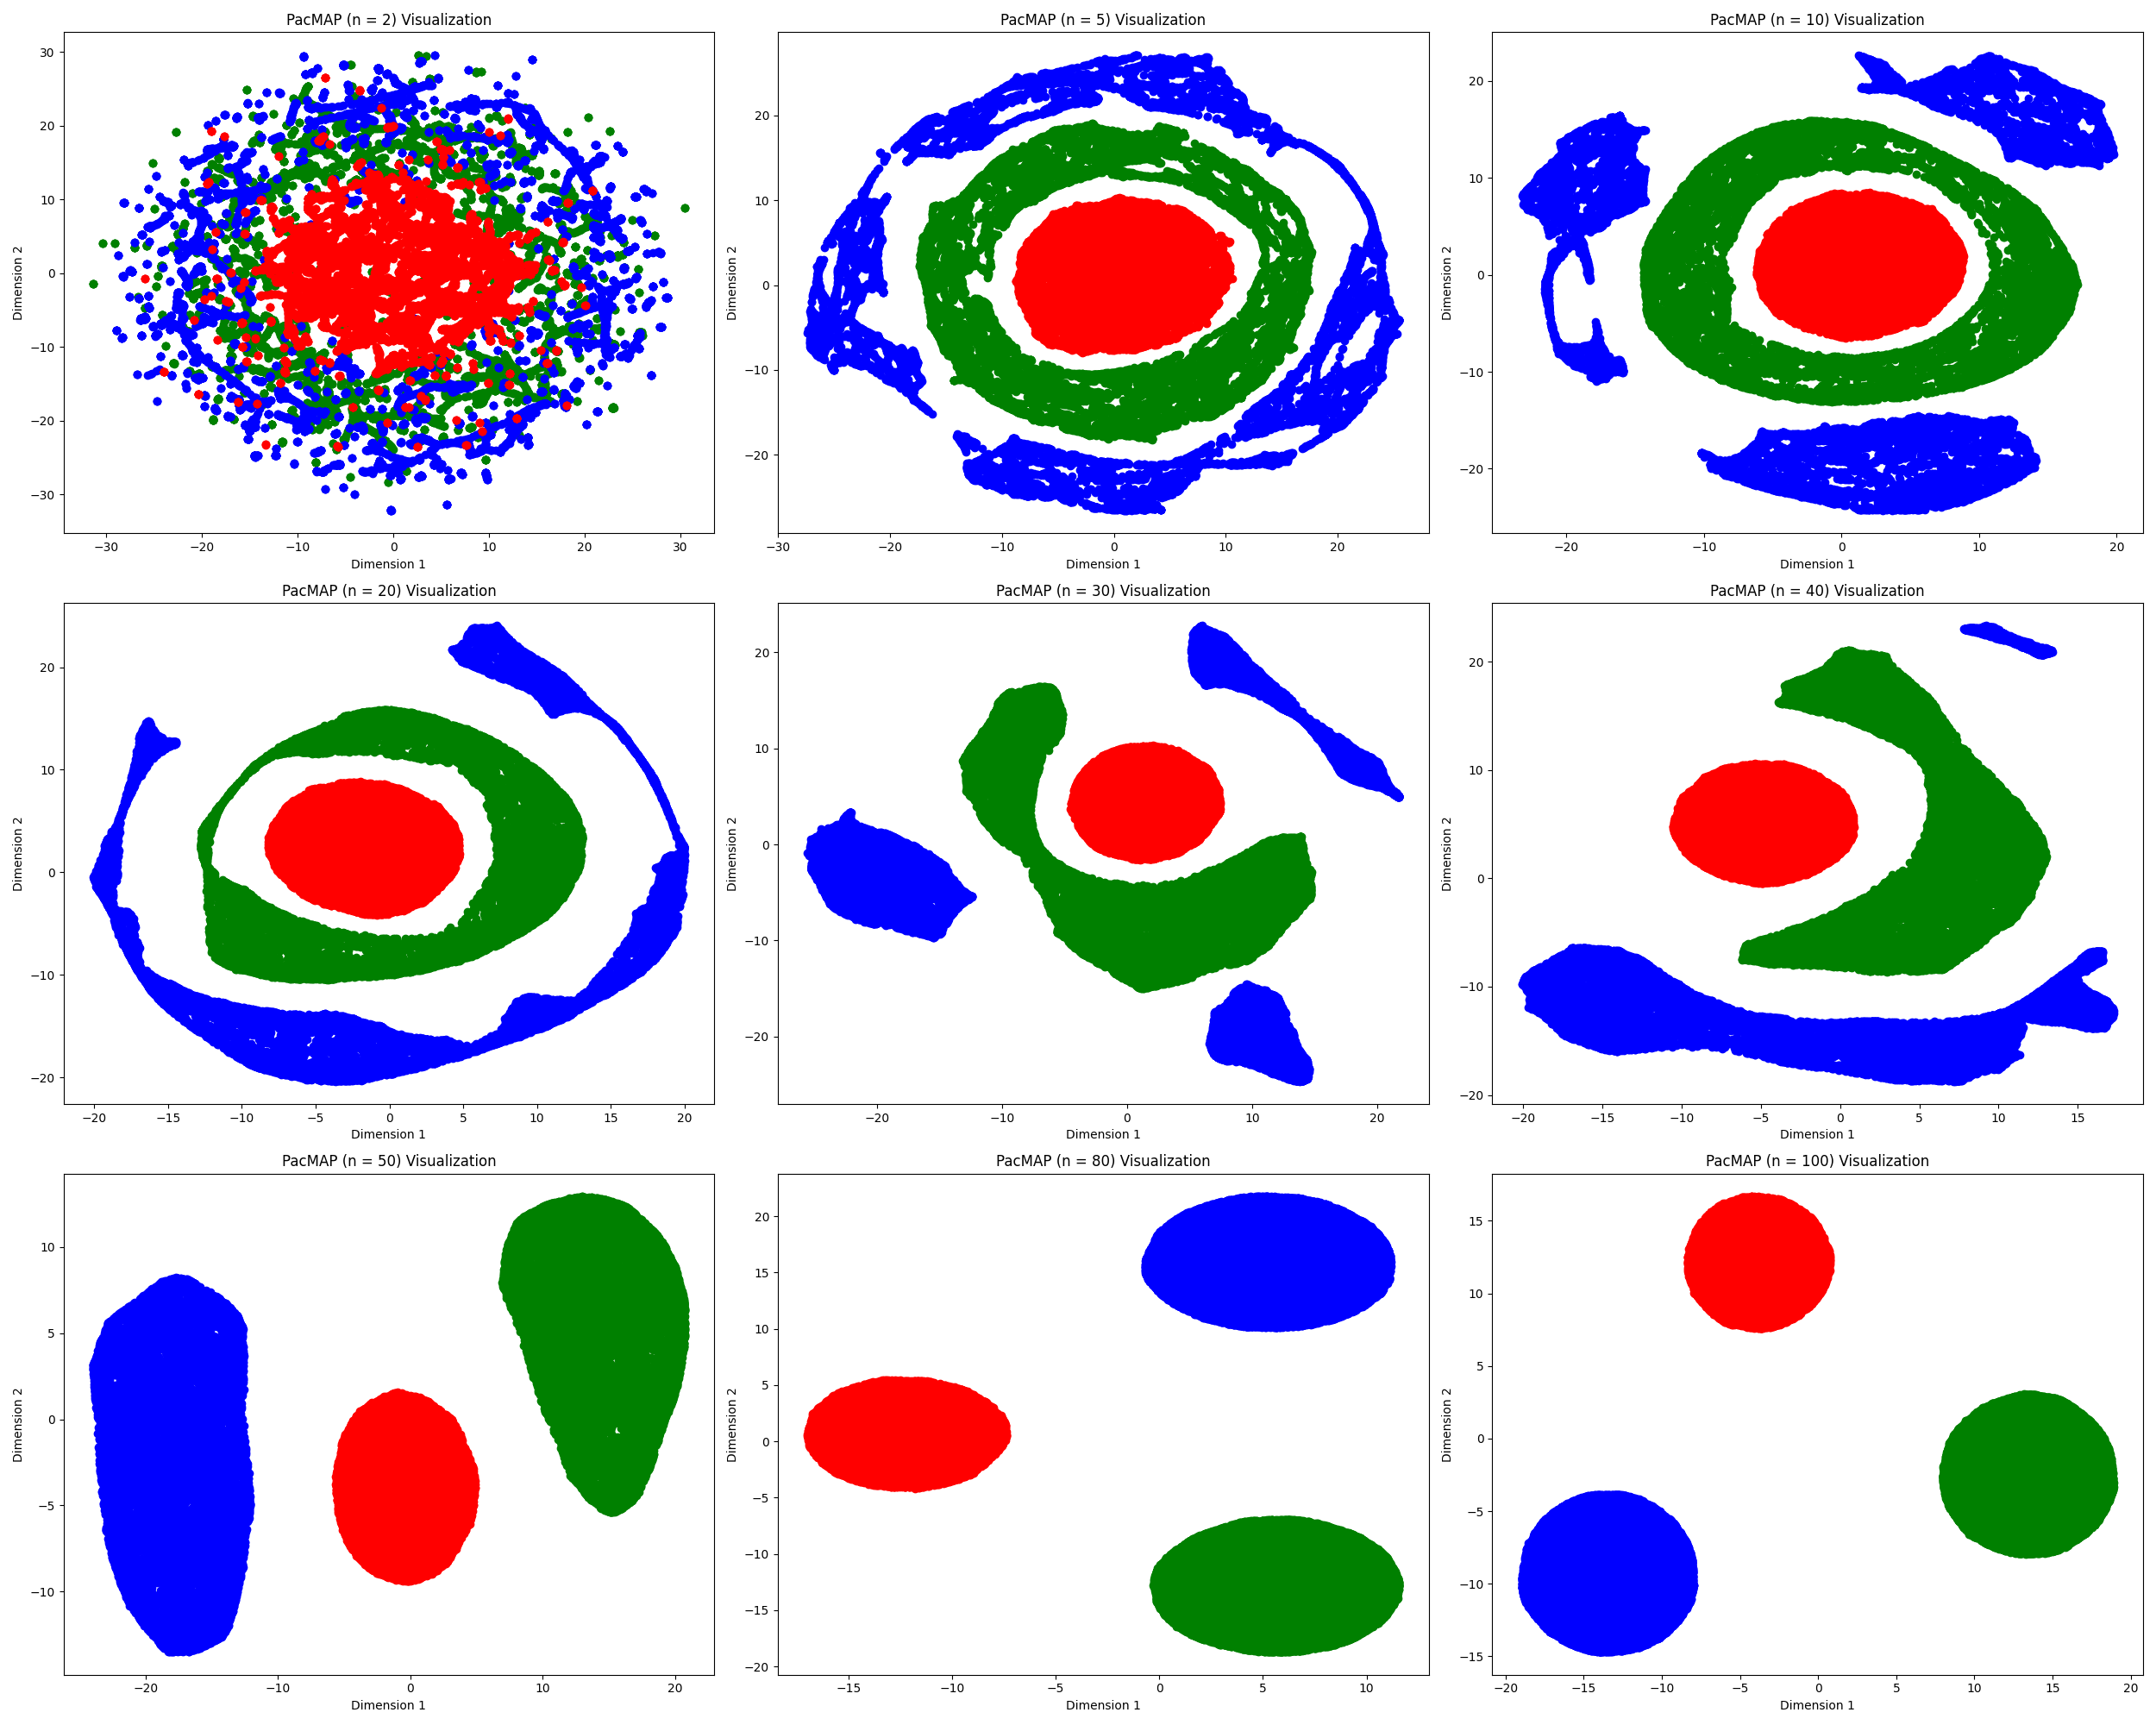 PacMAP (n = 2) Visualization
30
20
10
0
−10
−20
−30
Dimension 2
−30 −20 −10 0 10 20 30
Dimension 1
PacMAP (n = 5) Visualization
20
10
0
−10
−20
Dimension 2
−30 −20 −10 0 10 20
Dimension 1
PacMAP (n = 10) Visualization
20
10
0
−10
−20
Dimension 2
−20 −10 0 10 20
Dimension 1
PacMAP (n = 20) Visualization
20
10
0
−10
−20
Dimension 2
−20 −15 −10 −5 0 5 10 15 20
Dimension 1
PacMAP (n = 30) Visualization
20
10
0
−10
−20
Dimension 2
−20 −10 0 10 20
Dimension 1
PacMAP (n = 40) Visualization
20
10
0
−10
−20
Dimension 2
−20 −15 −10 −5 0 5 10 15
Dimension 1
PacMAP (n = 50) Visualization
10
5
0
−5
−10
Dimension 2
−20 −10 0 10 20
Dimension 1
PacMAP (n = 80) Visualization
20
15
10
5
0
−5
−10
−15
−20
Dimension 2
−15 −10 −5 0 5 10
Dimension 1
PacMAP (n = 100) Visualization
15
10
5
0
−5
−10
−15
Dimension 2
−20 −15 −10 −5 0 5 10 15 20
Dimension 1